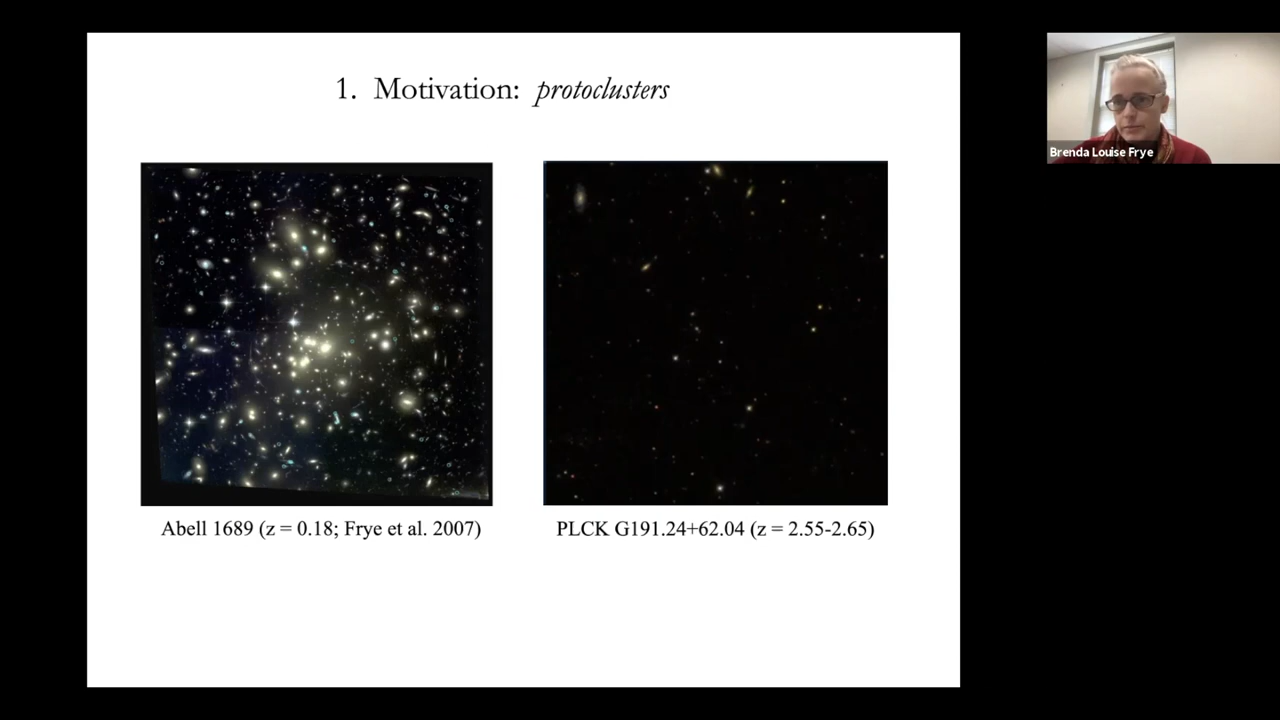 1. Motivation: protoclusters
Brenda Louise Frye
Abell 1689 (z = 0.18; Frye et al. 2007)
PLCK G191.24+62.04 (z = 2.55-2.65)